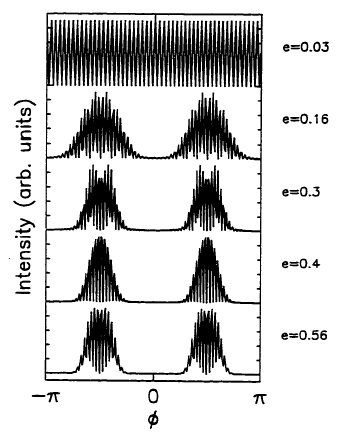 e=0.03
e=0.16
e=0.3
e=0.4
e=0.56
Intensity (arb. units)
−π 0 π
ϕ